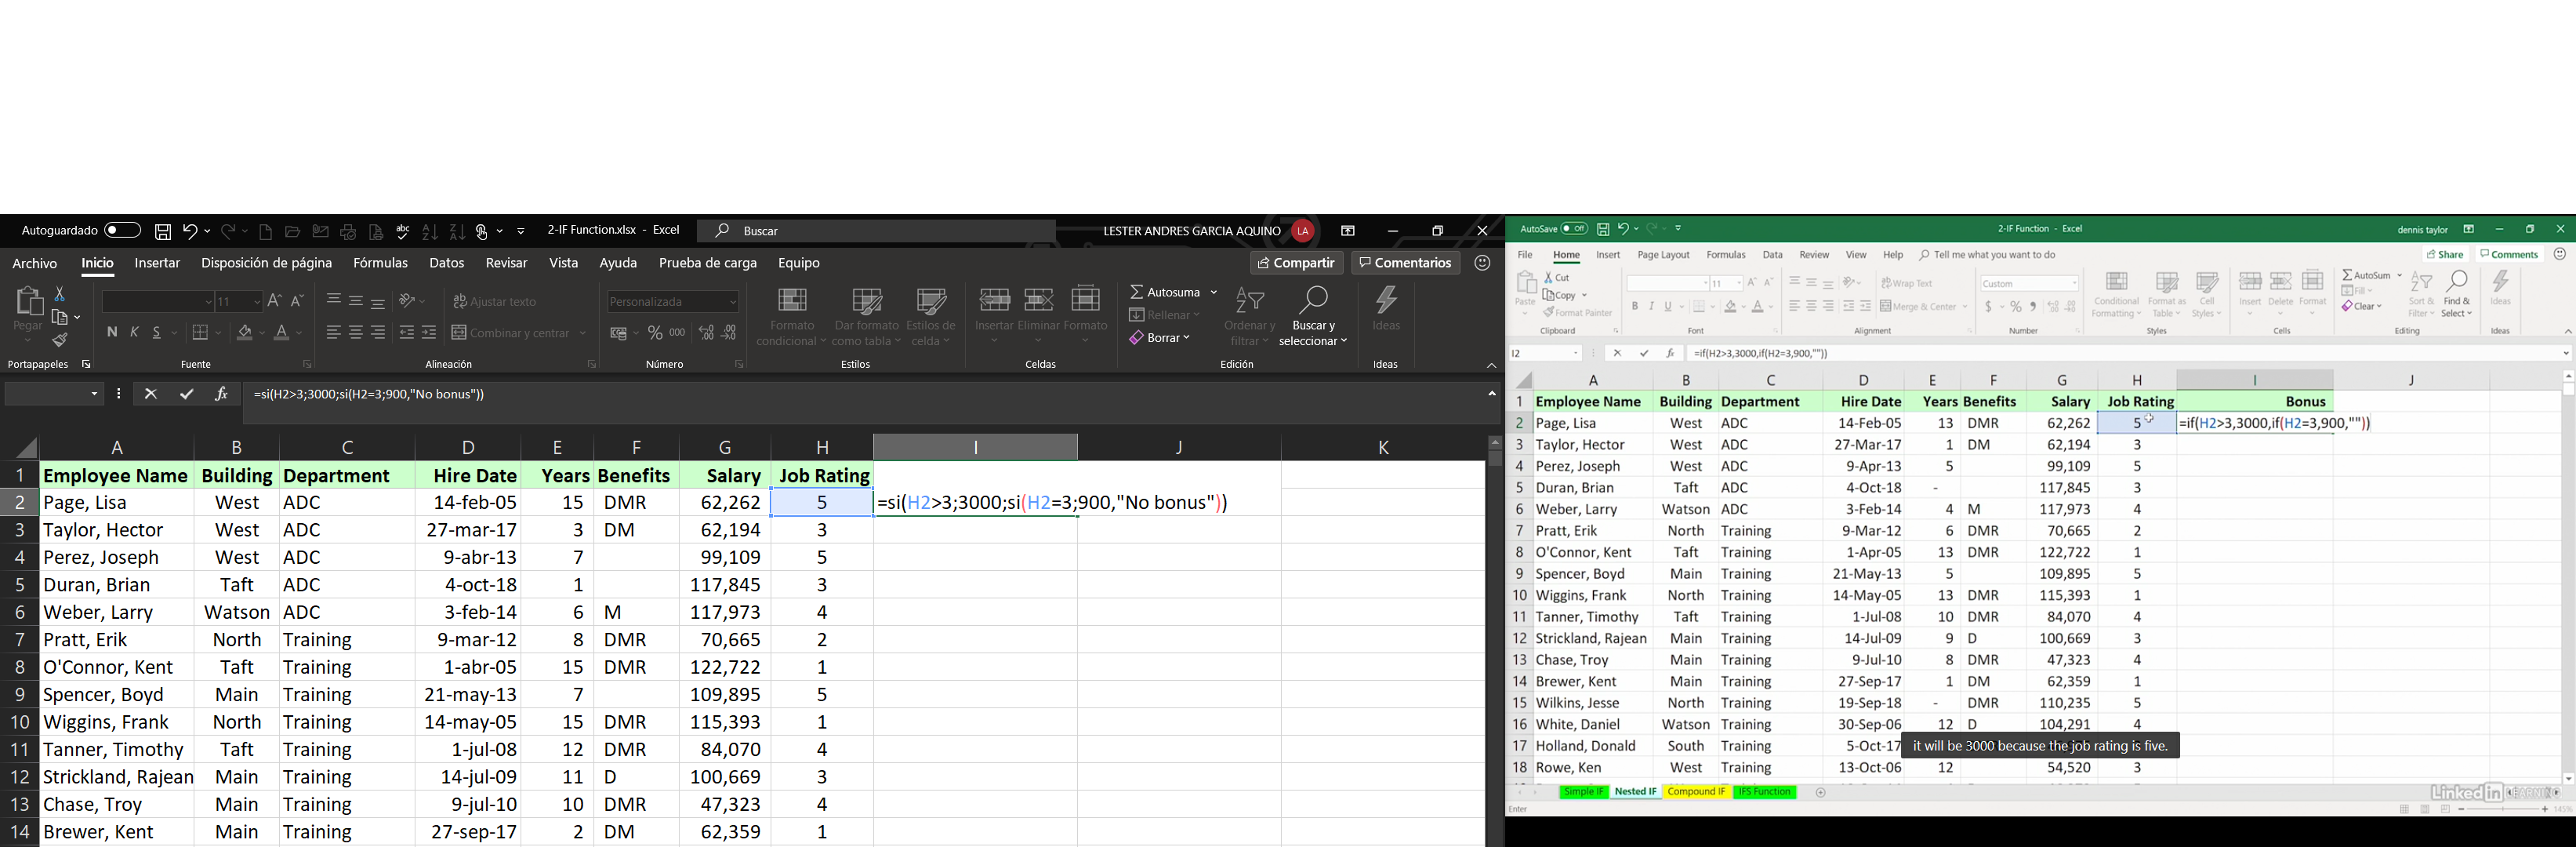 Autoguardado 2-IF Function.xlsx - Excel Buscar LESTER ANDRES GARCIA AQUINO LA
Archivo Inicio Insertar Disposición de página Fórmulas Datos Revisar Vista Ayuda Prueba de carga Equipo Compartir Comentarios
Pegar
11
N K S
Ajustar texto
Combinar y centrar
Personalizada
% 000
Formato condicional
Dar formato como tabla
Estilos de celda
Insertar Eliminar Formato
Autosuma
Rellenar
Borrar
Ordenar y filtrar
Buscar y seleccionar
Ideas
Portapapeles Fuente Alineación Número Estilos Celdas Edición Ideas
fx =si(H2>3;3000;si(H2=3;900,"No bonus"))
A B C D E F G H I J K
1 Employee Name Building Department Hire Date Years Benefits Salary Job Rating
2 Page, Lisa West ADC 14-feb-05 15 DMR 62,262 5 =si(H2>3;3000;si(H2=3;900,"No bonus"))
3 Taylor, Hector West ADC 27-mar-17 3 DM 62,194 3
4 Perez, Joseph West ADC 9-abr-13 7 99,109 5
5 Duran, Brian Taft ADC 4-oct-18 1 117,845 3
6 Weber, Larry Watson ADC 3-feb-14 6 M 117,973 4
7 Pratt, Erik North Training 9-mar-12 8 DMR 70,665 2
8 O'Connor, Kent Taft Training 1-abr-05 15 DMR 122,722 1
9 Spencer, Boyd Main Training 21-may-13 7 109,895 5
10 Wiggins, Frank North Training 14-may-05 15 DMR 115,393 1
11 Tanner, Timothy Taft Training 1-jul-08 12 DMR 84,070 4
12 Strickland, Rajean Main Training 14-jul-09 11 D 100,669 3
13 Chase, Troy Main Training 9-jul-10 10 DMR 47,323 4
14 Brewer, Kent Main Training 27-sep-17 2 DM 62,359 1
AutoSave Off 2-IF Function - Excel dennis taylor
File Home Insert Page Layout Formulas Data Review View Help Tell me what you want to do Share Comments
Paste
Cut
Copy
Format Painter
11
B I U
Wrap Text
Merge & Center
Custom
$ % 9
Conditional Formatting
Format as Table
Cell Styles
Insert Delete Format
AutoSum
Fill
Clear
Sort & Filter
Find & Select
Ideas
Clipboard Font Alignment Number Styles Cells Editing Ideas
I2 fx =if(H2>3,3000,if(H2=3,900,""))
A B C D E F G H I J
1 Employee Name Building Department Hire Date Years Benefits Salary Job Rating Bonus
2 Page, Lisa West ADC 14-Feb-05 13 DMR 62,262 5 =if(H2>3,3000,if(H2=3,900,""))
3 Taylor, Hector West ADC 27-Mar-17 1 DM 62,194 3
4 Perez, Joseph West ADC 9-Apr-13 5 99,109 5
5 Duran, Brian Taft ADC 4-Oct-18 - 117,845 3
6 Weber, Larry Watson ADC 3-Feb-14 4 M 117,973 4
7 Pratt, Erik North Training 9-Mar-12 6 DMR 70,665 2
8 O'Connor, Kent Taft Training 1-Apr-05 13 DMR 122,722 1
9 Spencer, Boyd Main Training 21-May-13 5 109,895 5
10 Wiggins, Frank North Training 14-May-05 13 DMR 115,393 1
11 Tanner, Timothy Taft Training 1-Jul-08 10 DMR 84,070 4
12 Strickland, Rajean Main Training 14-Jul-09 9 D 100,669 3
13 Chase, Troy Main Training 9-Jul-10 8 DMR 47,323 4
14 Brewer, Kent Main Training 27-Sep-17 1 DM 62,359 1
15 Wilkins, Jesse North Training 19-Sep-18 - DMR 110,235 5
16 White, Daniel Watson Training 30-Sep-06 12 D 104,291 4
17 Holland, Donald South Training 5-Oct-17
it will be 3000 because the job rating is five.
18 Rowe, Ken West Training 13-Oct-06 12 54,520 3
Simple IF Nested IF Compound IF IFS Function
Linked in LEARNING
Enter 145%